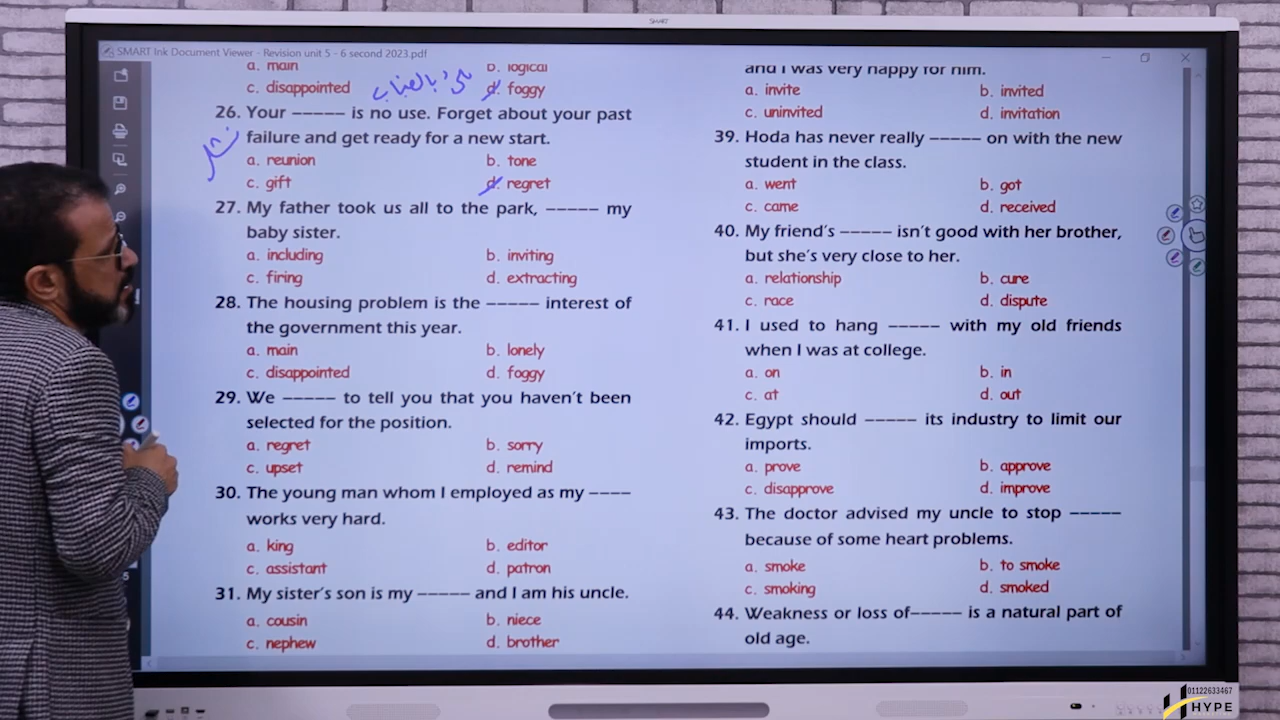 SMART
SMART Ink Document Viewer - Revision unit 5 - 6 second 2023.pdf
a. main b. logical
c. disappointed d. foggy
26. Your ----- is no use. Forget about your past
failure and get ready for a new start.
a. reunion b. tone
c. gift d. regret
27. My father took us all to the park, ----- my
baby sister.
a. including b. inviting
c. firing d. extracting
28. The housing problem is the ----- interest of
the government this year.
a. main b. lonely
c. disappointed d. foggy
29. We ----- to tell you that you haven't been
selected for the position.
a. regret b. sorry
c. upset d. remind
30. The young man whom I employed as my ----
works very hard.
a. king b. editor
c. assistant d. patron
31. My sister's son is my ----- and I am his uncle.
a. cousin b. niece
c. nephew d. brother
and I was very happy for him.
a. invite b. invited
c. uninvited d. invitation
39. Hoda has never really ----- on with the new
student in the class.
a. went b. got
c. came d. received
40. My friend's ----- isn't good with her brother,
but she's very close to her.
a. relationship b. cure
c. race d. dispute
41. I used to hang ----- with my old friends
when I was at college.
a. on b. in
c. at d. out
42. Egypt should ----- its industry to limit our
imports.
a. prove b. approve
c. disapprove d. improve
43. The doctor advised my uncle to stop -----
because of some heart problems.
a. smoke b. to smoke
c. smoking d. smoked
44. Weakness or loss of----- is a natural part of
old age.
01122633467
HYPE